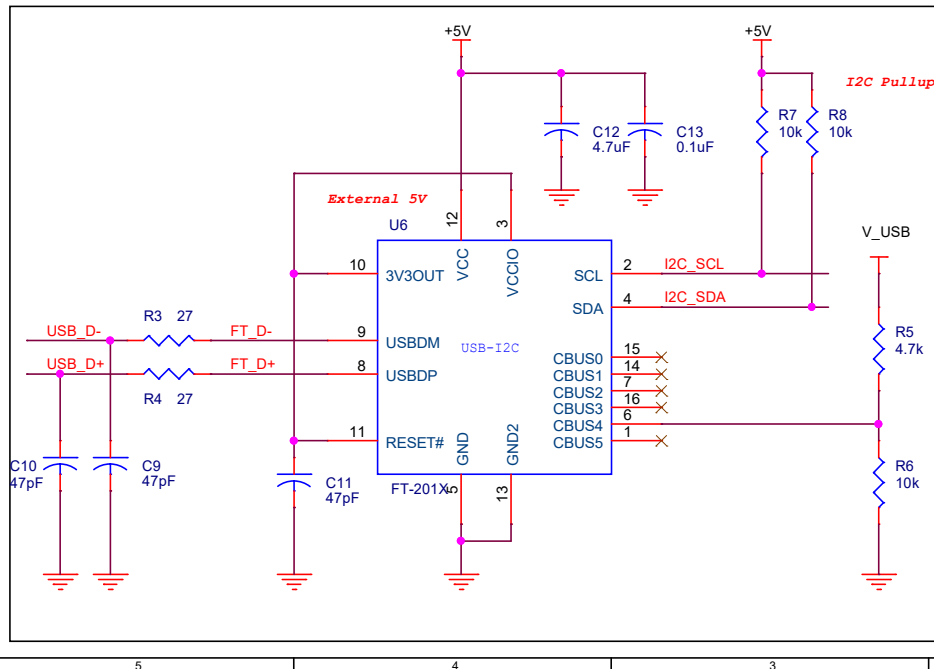 +5V
+5V
I2C Pullup
R7
10k
R8
10k
C12
4.7uF
C13
0.1uF
External 5V
U6
12
3
VCC
VCCIO
V_USB
10
3V3OUT
SCL
2
I2C_SCL
SDA
4
I2C_SDA
R3 27
USB_D-
FT_D-
9
USBDM
USB-I2C
R5
4.7k
USB_D+
FT_D+
8
USBDP
R4 27
CBUS0
15
CBUS1
14
CBUS2
7
CBUS3
16
CBUS4
6
CBUS5
1
11
RESET#
GND
GND2
C10
47pF
C9
47pF
C11
47pF
FT-201X
5
13
R6
10k
5
4
3